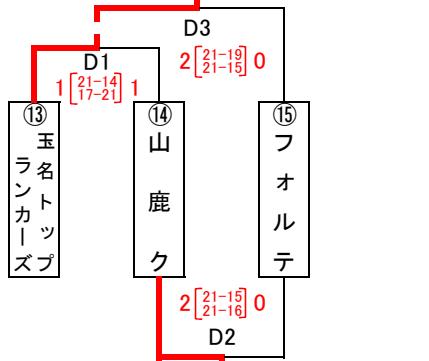 D3
2 [21-19 21-15] 0
D1
1 [21-14 17-21] 1
⑬
玉名トップ
ランカーズ
⑭
山鹿ク
⑮
フォルテ
2 [21-15 21-16] 0
D2